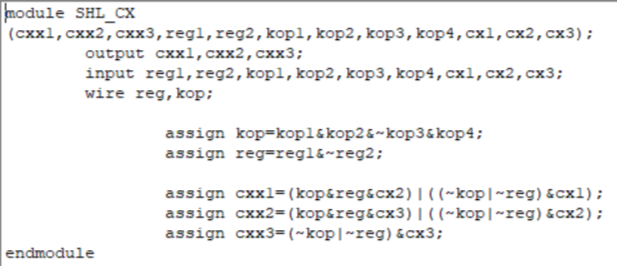 module SHL_CX
(cxx1,cxx2,cxx3,reg1,reg2,kop1,kop2,kop3,kop4,cx1,cx2,cx3);
output cxx1,cxx2,cxx3;
input reg1,reg2,kop1,kop2,kop3,kop4,cx1,cx2,cx3;
wire reg,kop;
assign kop=kop1&kop2&~kop3&kop4;
assign reg=reg1&~reg2;
assign cxx1=(kop&reg&cx2)|((~kop|~reg)&cx1);
assign cxx2=(kop&reg&cx3)|((~kop|~reg)&cx2);
assign cxx3=(~kop|~reg)&cx3;
endmodule